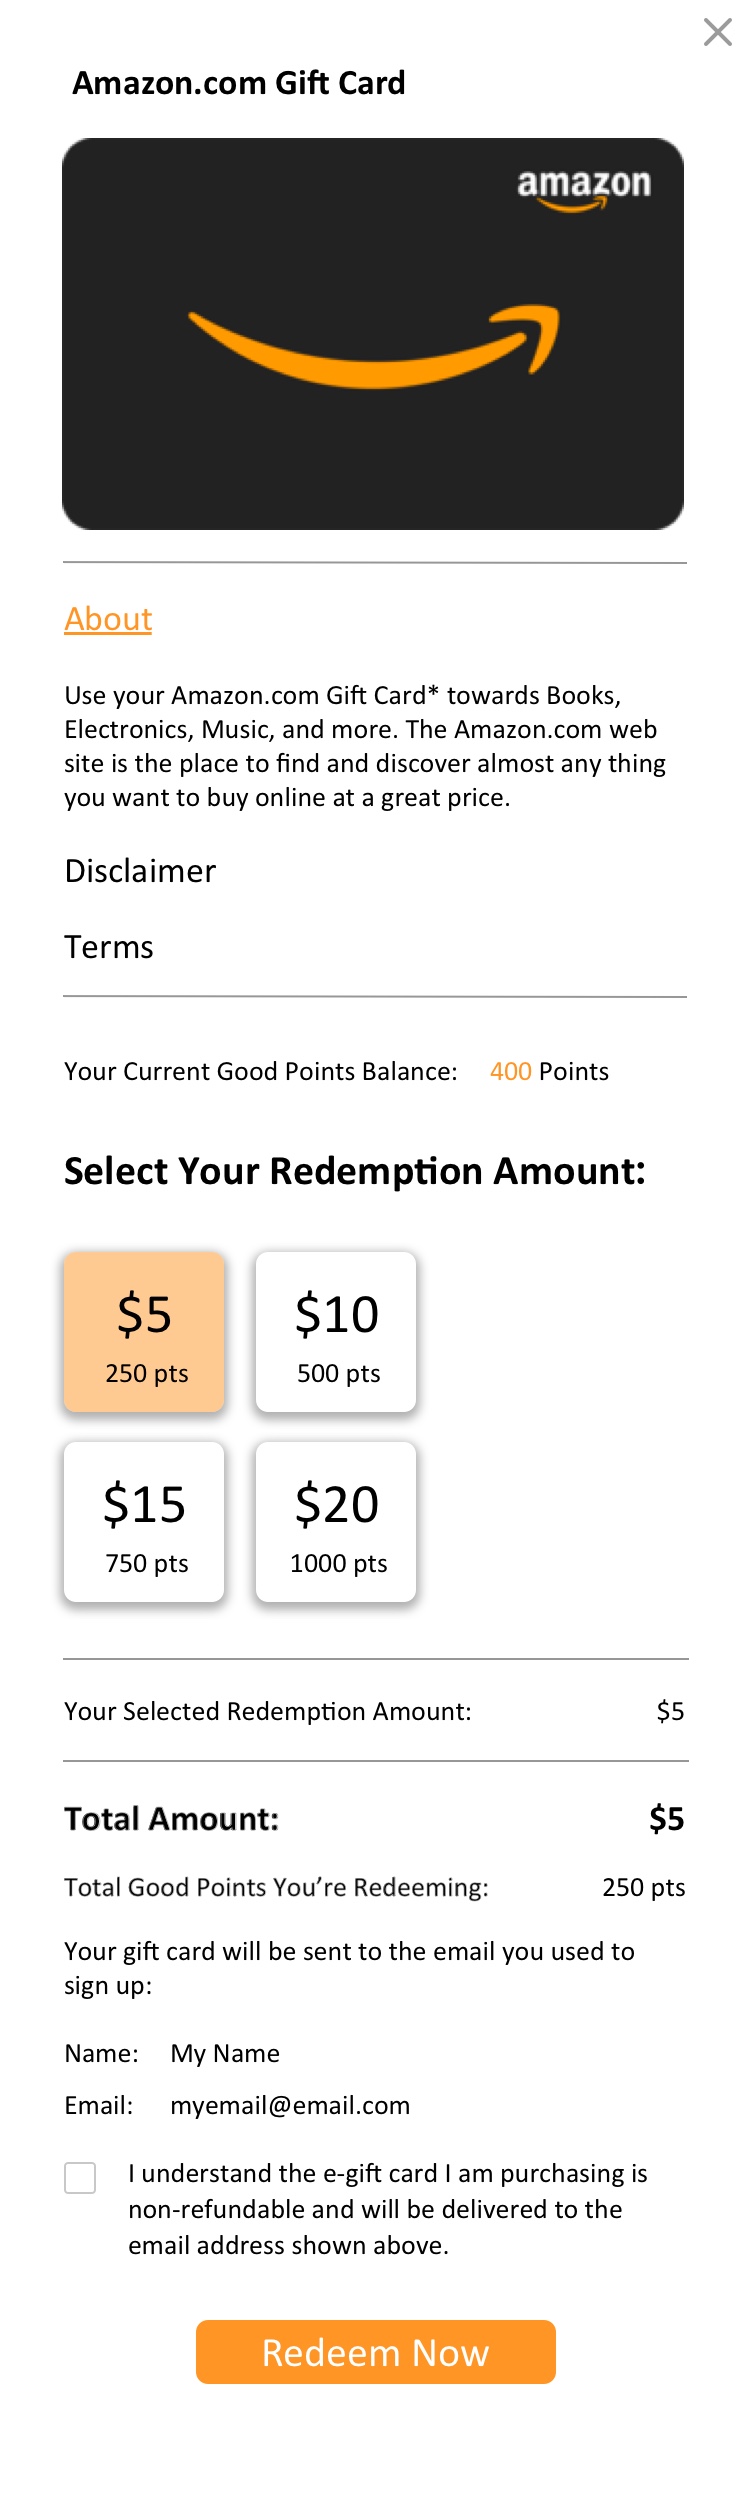 Amazon.com Gift Card
amazon
About
Use your Amazon.com Gift Card* towards Books,
Electronics, Music, and more. The Amazon.com web
site is the place to find and discover almost any thing
you want to buy online at a great price.
Disclaimer
Terms
Your Current Good Points Balance: 400 Points
Select Your Redemption Amount:
$5 $10
250 pts 500 pts
$15 $20
750 pts 1000 pts
Your Selected Redemption Amount: $5
Total Amount: $5
Total Good Points You’re Redeeming: 250 pts
Your gift card will be sent to the email you used to
sign up:
Name: My Name
Email: myemail@email.com
I understand the e-gift card I am purchasing is
non-refundable and will be delivered to the
email address shown above.
Redeem Now